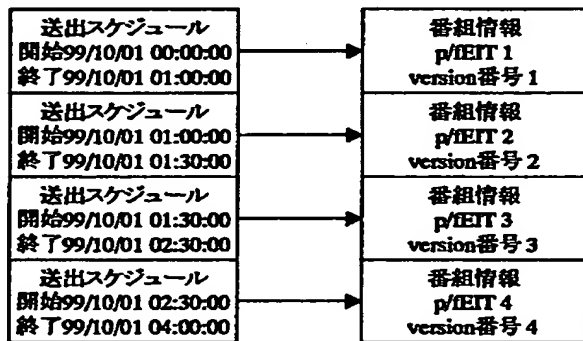 送出スケジュール
開始99/10/01 00:00:00
終了99/10/01 01:00:00
番組情報
p/fEIT 1
version番号 1
送出スケジュール
開始99/10/01 01:00:00
終了99/10/01 01:30:00
番組情報
p/fEIT 2
version番号 2
送出スケジュール
開始99/10/01 01:30:00
終了99/10/01 02:30:00
番組情報
p/fEIT 3
version番号 3
送出スケジュール
開始99/10/01 02:30:00
終了99/10/01 04:00:00
番組情報
p/fEIT 4
version番号 4